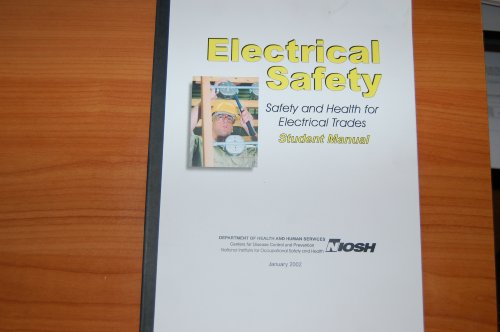 Electrical
Safety
Safety and Health for
Electrical Trades
Student Manual
DEPARTMENT OF HEALTH AND HUMAN SERVICES
Centers for Disease Control and Prevention
National Institute for Occupational Safety and Health
NIOSH
January 2002